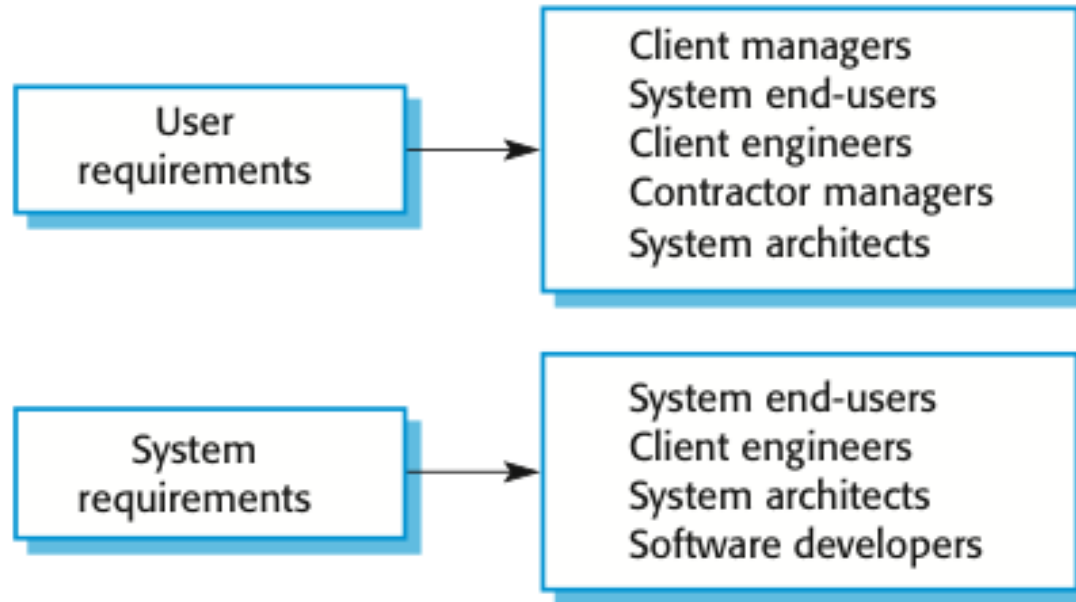 User
requirements
Client managers
System end-users
Client engineers
Contractor managers
System architects
System
requirements
System end-users
Client engineers
System architects
Software developers